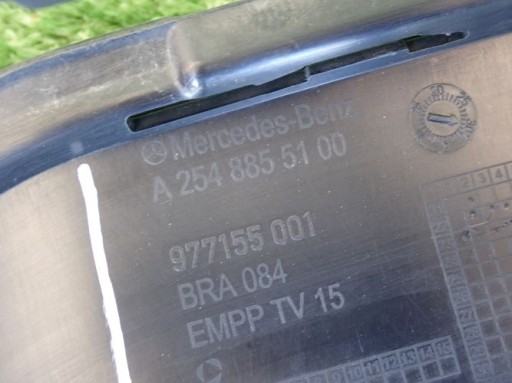 Mercedes-Benz
A 254 885 51 00
977155 001
BRA 084
EMPP TV 15